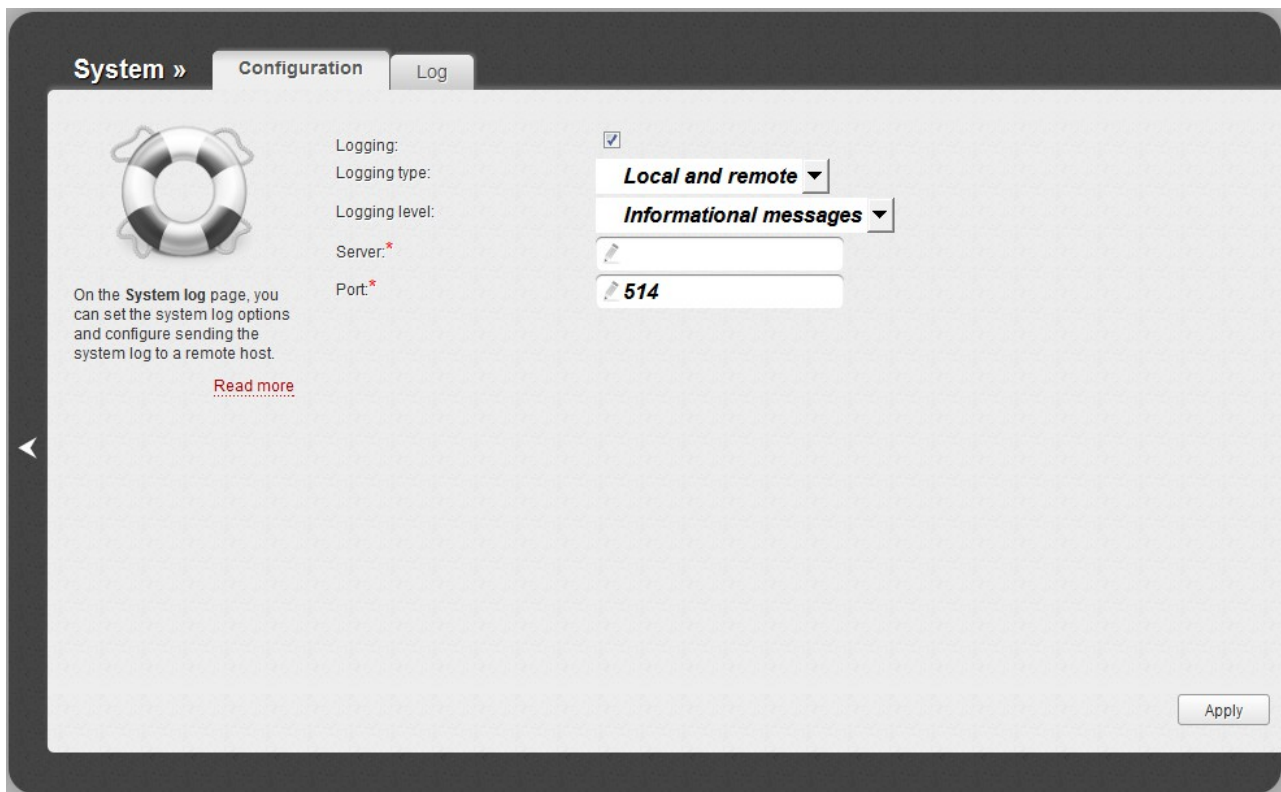 System »
Configuration
Log
Logging:
Logging type:
Local and remote
Logging level:
Informational messages
Server:*
Port:*
514
On the System log page, you
can set the system log options
and configure sending the
system log to a remote host.
Read more
Apply